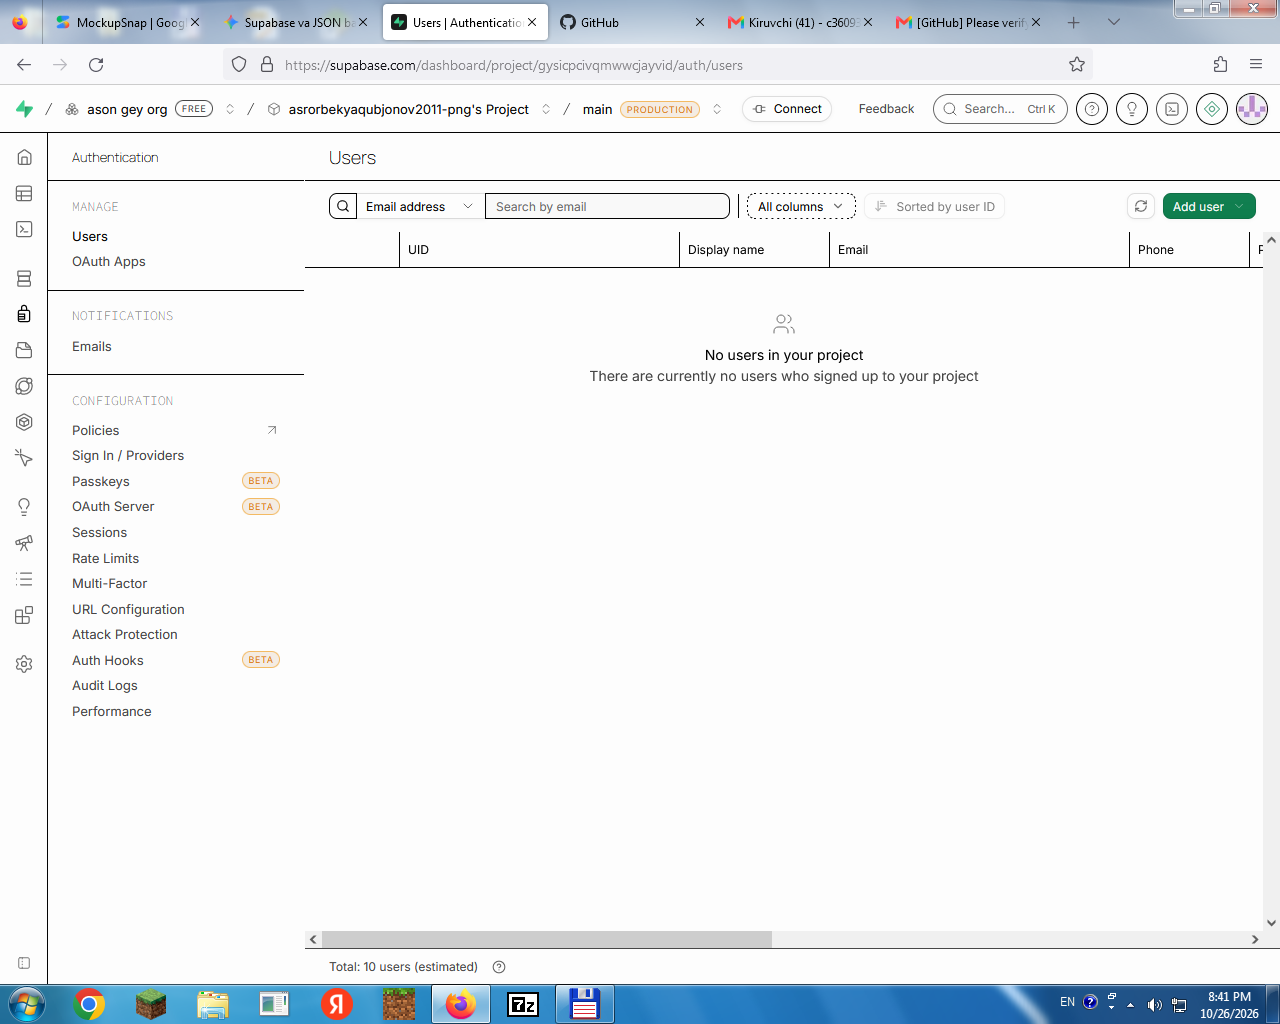 MockupSnap | Goog
Supabase va JSON ba
Users | Authentication
GitHub
Kiruvchi (41) - c3609
[GitHub] Please verify
https://supabase.com/dashboard/project/gysicpcivqmwwcjayvid/auth/users
/ ason gey org FREE / asrorbekyaqubjonov2011-png's Project / main PRODUCTION Connect Feedback Search... Ctrl K
Authentication
Users
MANAGE
Users
OAuth Apps
NOTIFICATIONS
Emails
CONFIGURATION
Policies
Sign In / Providers
Passkeys BETA
OAuth Server BETA
Sessions
Rate Limits
Multi-Factor
URL Configuration
Attack Protection
Auth Hooks BETA
Audit Logs
Performance
Email address Search by email All columns Sorted by user ID Add user
UID Display name Email Phone
No users in your project
There are currently no users who signed up to your project
Total: 10 users (estimated)
EN
8:41 PM
10/26/2026
7z
Я